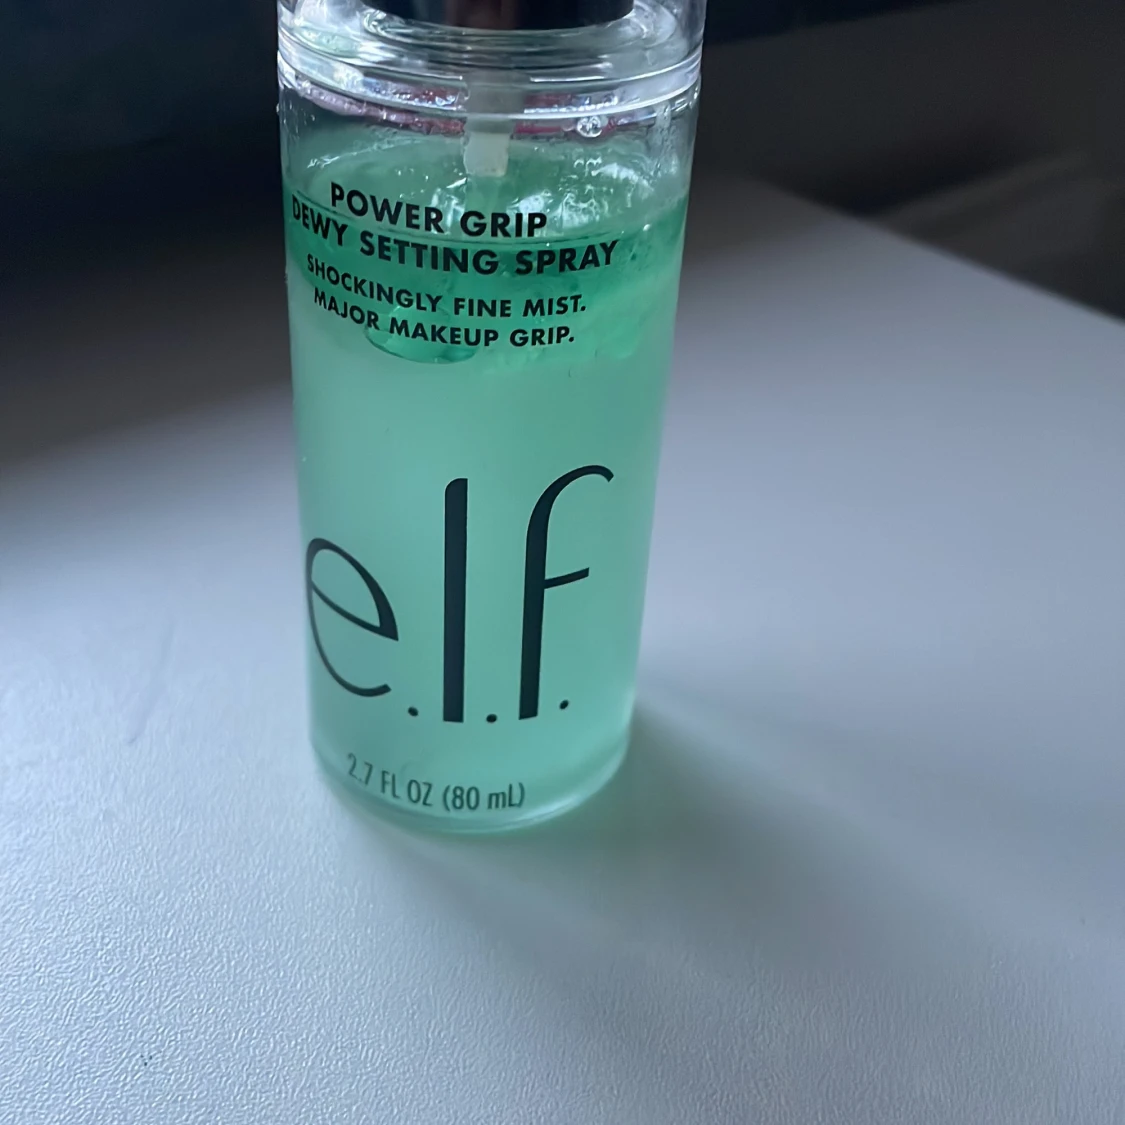 POWER GRIP
DEWY SETTING SPRAY
SHOCKINGLY FINE MIST.
MAJOR MAKEUP GRIP.
e.l.f.
2.7 FL OZ (80 mL)